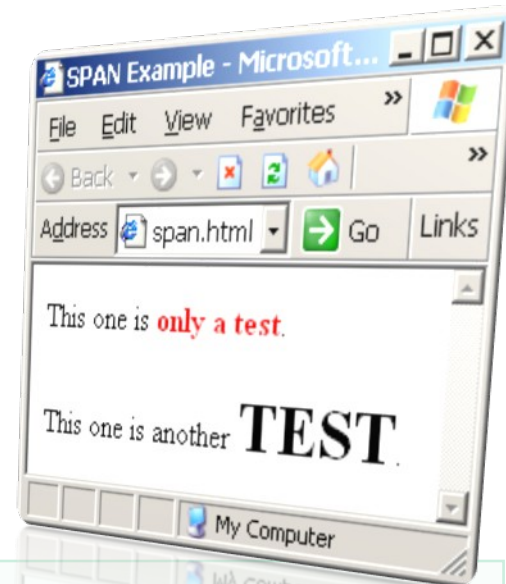 SPAN Example - Microsoft...
File Edit View Favorites »
Back »
Address span.html Go Links
This one is only a test.
This one is another TEST.
My Computer